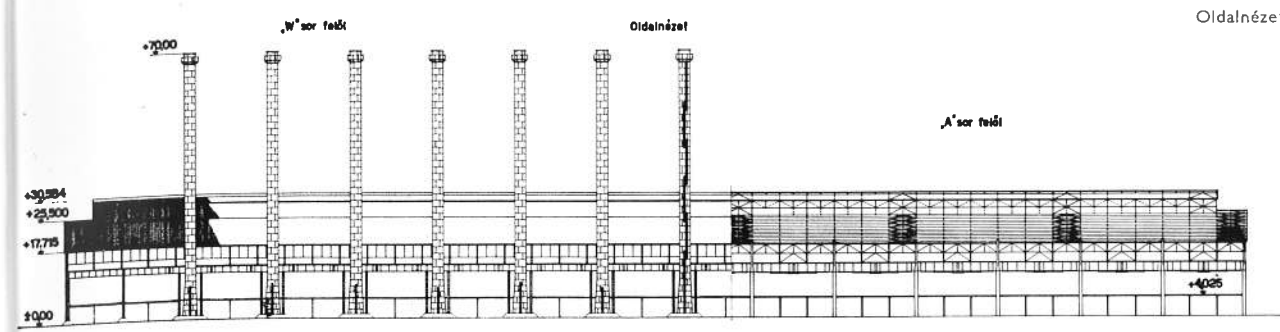 Oldalnézet
„W" sor felől
Oldalnézet
+70,00
„A" sor felől
+30,584
+25,500
+17,715
+4,025
±0,00